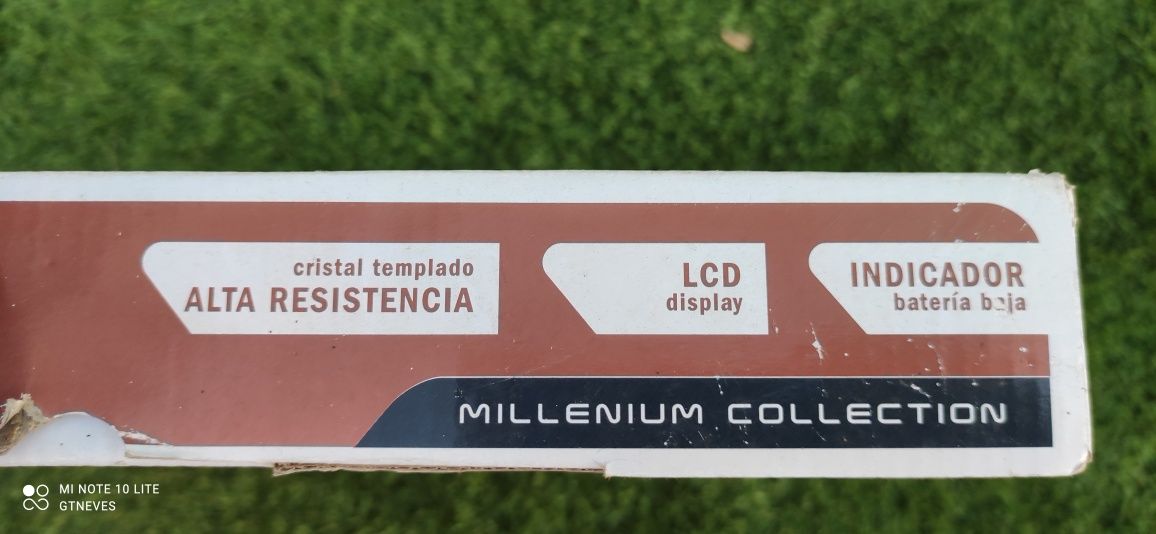 cristal templado
ALTA RESISTENCIA
LCD
display
INDICADOR
batería baja
MILLENIUM COLLECTION
MI NOTE 10 LITE
GTNEVES